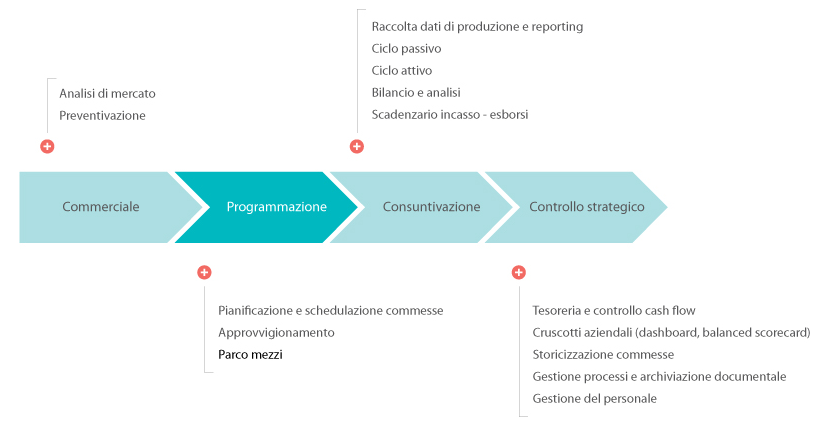 Raccolta dati di produzione e reporting
Ciclo passivo
Ciclo attivo
Bilancio e analisi
Scadenzario incasso - esborsi
Analisi di mercato
Preventivazione
Commerciale
Programmazione
Consuntivazione
Controllo strategico
Pianificazione e schedulazione commesse
Approvvigionamento
Parco mezzi
Tesoreria e controllo cash flow
Cruscotti aziendali (dashboard, balanced scorecard)
Storicizzazione commesse
Gestione processi e archiviazione documentale
Gestione del personale